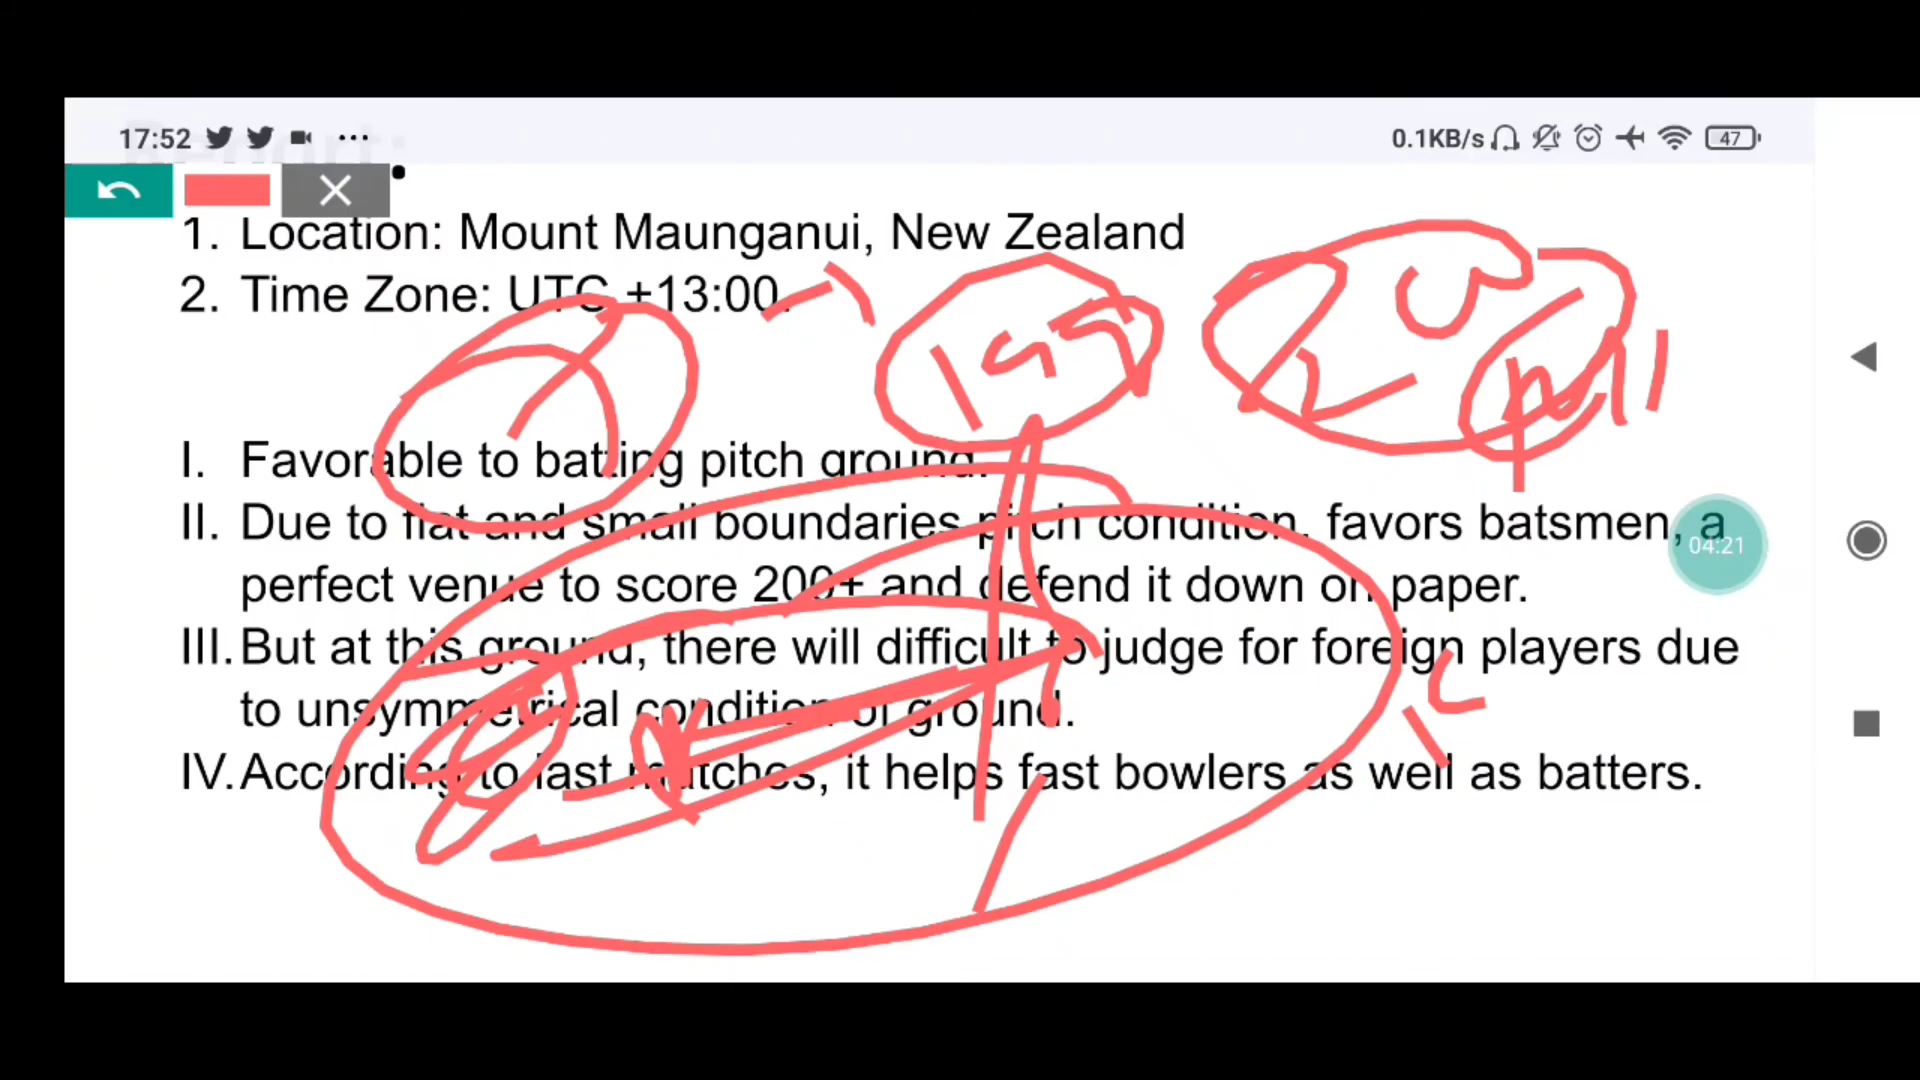 17:52 ... 0.1KB/s 47
Report:
1. Location: Mount Maunganui, New Zealand
2. Time Zone: UTC +13:00.
199
I. Favorable to batting pitch ground.
II. Due to flat and small boundaries pitch condition, favors batsmen, a
04:21
perfect venue to score 200+ and defend it down on paper.
III. But at this ground, there will difficult to judge for foreign players due
to unsymmetrical condition of ground.
IV. According to last matches, it helps fast bowlers as well as batters.